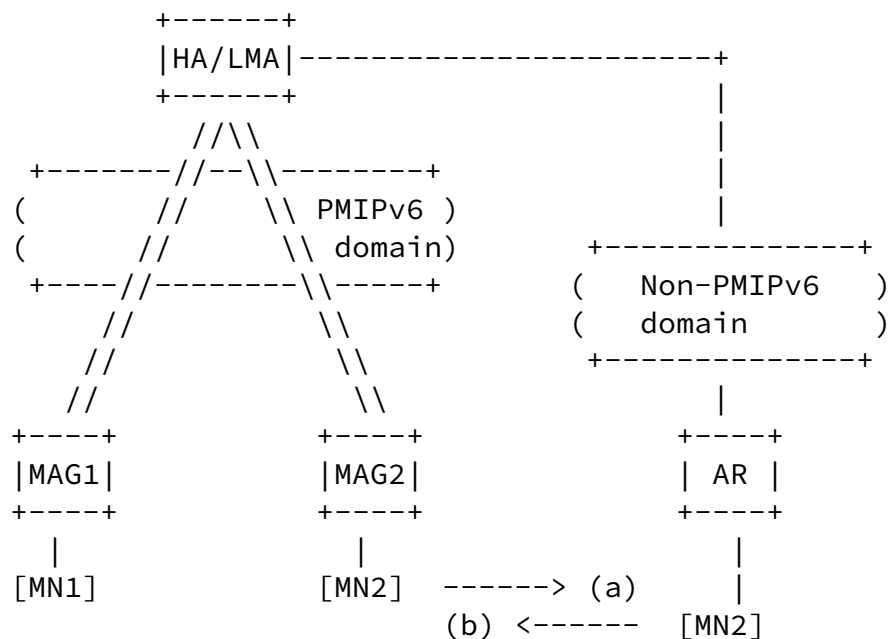 HA/LMA
PMIPv6
domain
Non-PMIPv6
domain
MAG1 MAG2 AR
[MN1] [MN2] ------> (a)
(b) <------ [MN2]